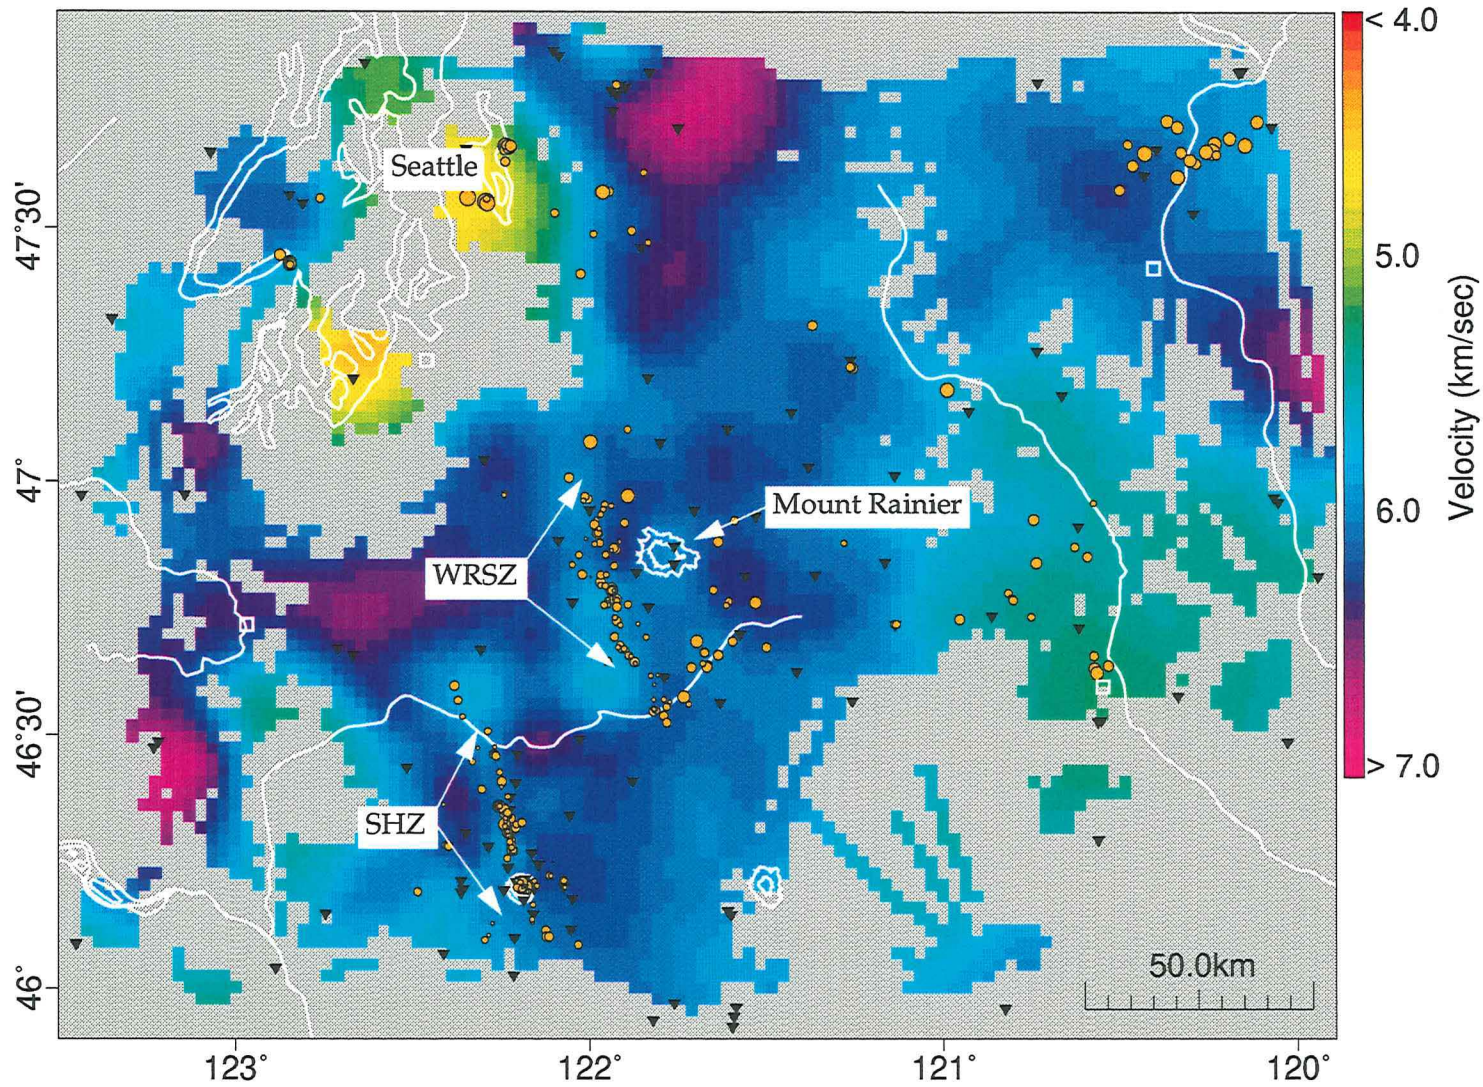 < 4.0
Seattle
47°30'
5.0
Velocity (km/sec)
47°
6.0
Mount Rainier
WRSZ
46°30'
> 7.0
SHZ
50.0km
46°
123°
122°
121°
120°